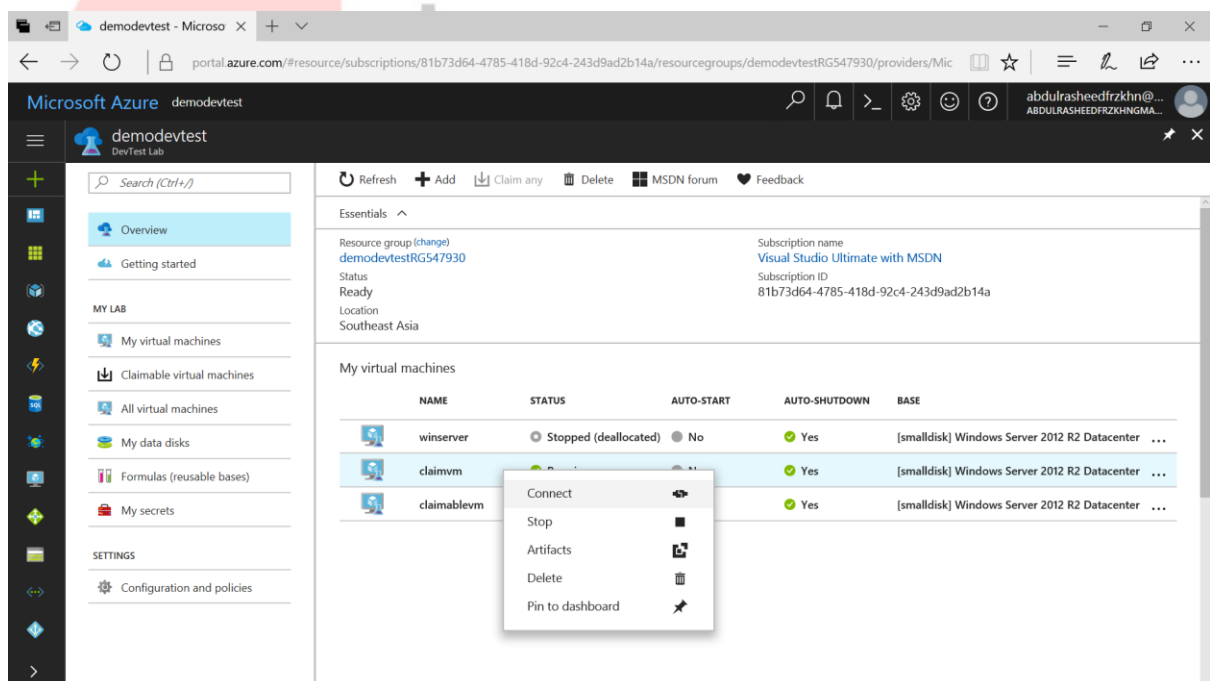 demodevtest - Microso
portal.azure.com/#resource/subscriptions/81b73d64-4785-418d-92c4-243d9ad2b14a/resourcegroups/demodevtestRG547930/providers/Mic
Microsoft Azure demodevtest
abdulrasheedfrzkhn@...
ABDULRASHEEDFRZKHNGMA...
demodevtest
DevTest Lab
Search (Ctrl+/)
Refresh Add Claim any Delete MSDN forum Feedback
Overview
Getting started
MY LAB
My virtual machines
Claimable virtual machines
All virtual machines
My data disks
Formulas (reusable bases)
My secrets
SETTINGS
Configuration and policies
Essentials
Resource group (change)
demodevtestRG547930
Status
Ready
Location
Southeast Asia
Subscription name
Visual Studio Ultimate with MSDN
Subscription ID
81b73d64-4785-418d-92c4-243d9ad2b14a
My virtual machines
NAME STATUS AUTO-START AUTO-SHUTDOWN BASE
winserver Stopped (deallocated) No Yes [smalldisk] Windows Server 2012 R2 Datacenter ...
claimvm Yes [smalldisk] Windows Server 2012 R2 Datacenter ...
claimablevm Yes [smalldisk] Windows Server 2012 R2 Datacenter ...
Connect
Stop
Artifacts
Delete
Pin to dashboard